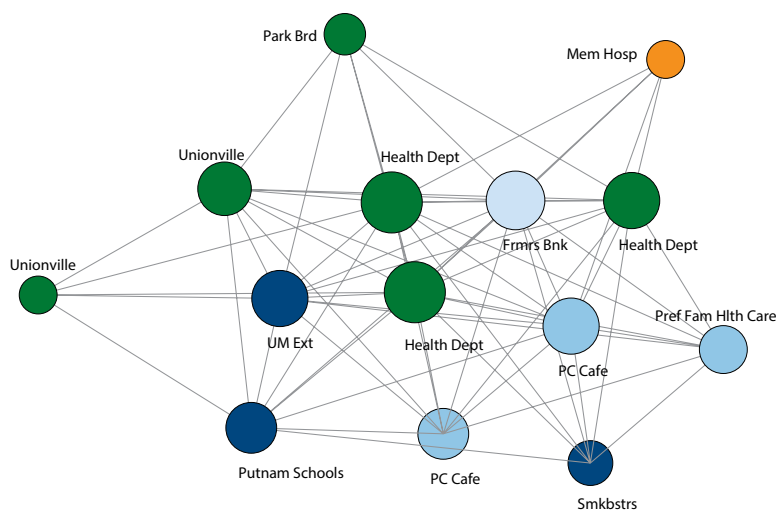 Park Brd
Mem Hosp
Unionville
Health Dept
Frmrs Bnk
Health Dept
Unionville
UM Ext
Health Dept
Pref Fam Hlth Care
PC Cafe
Putnam Schools
PC Cafe
Smkbstrs